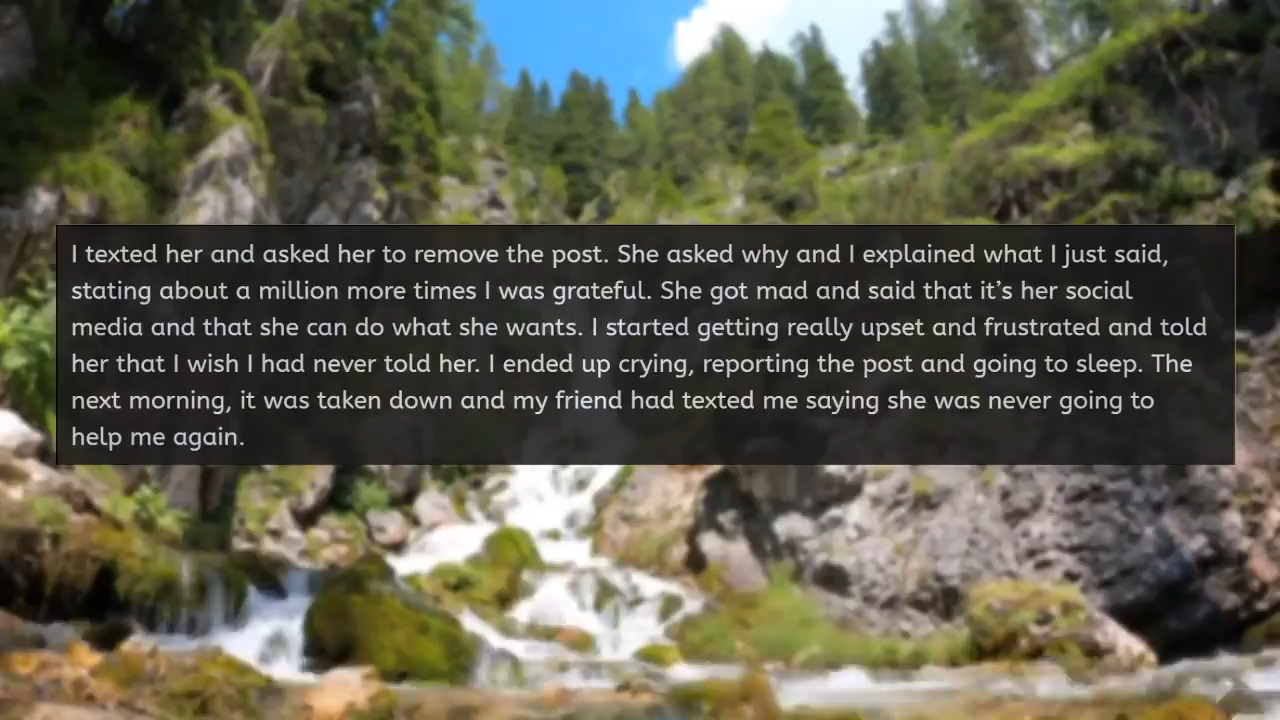 I texted her and asked her to remove the post. She asked why and I explained what I just said,
stating about a million more times I was grateful. She got mad and said that it’s her social
media and that she can do what she wants. I started getting really upset and frustrated and told
her that I wish I had never told her. I ended up crying, reporting the post and going to sleep. The
next morning, it was taken down and my friend had texted me saying she was never going to
help me again.